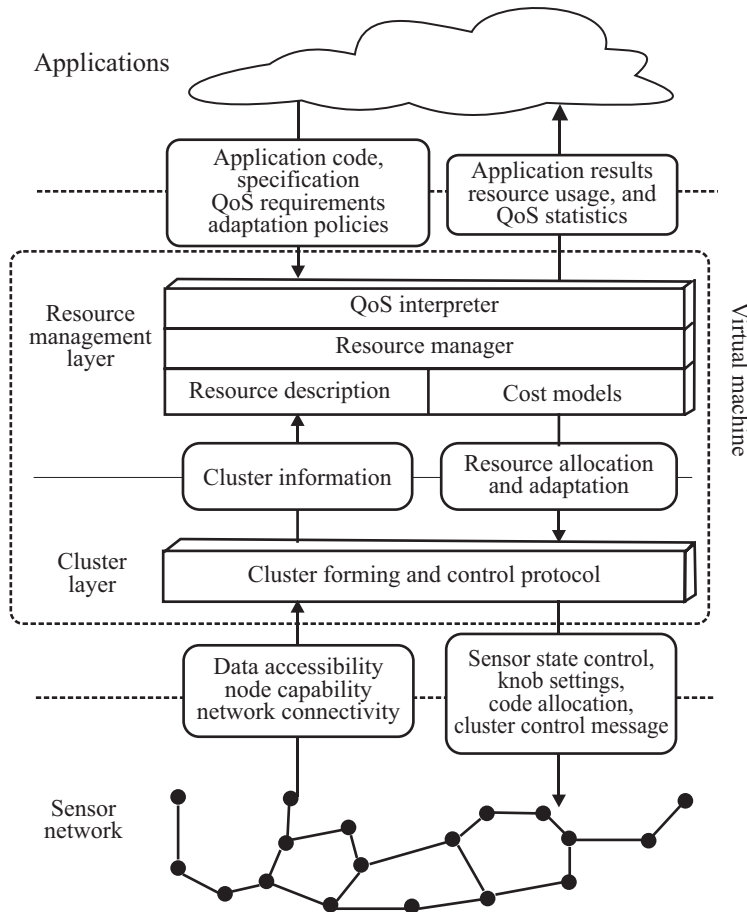 Applications
Application code,
specification
QoS requirements
adaptation policies
Application results
resource usage, and
QoS statistics
Resource
management
layer
QoS interpreter
Resource manager
Resource description
Cost models
Virtual machine
Cluster information
Resource allocation
and adaptation
Cluster
layer
Cluster forming and control protocol
Data accessibility
node capability
network connectivity
Sensor state control,
knob settings,
code allocation,
cluster control message
Sensor
network